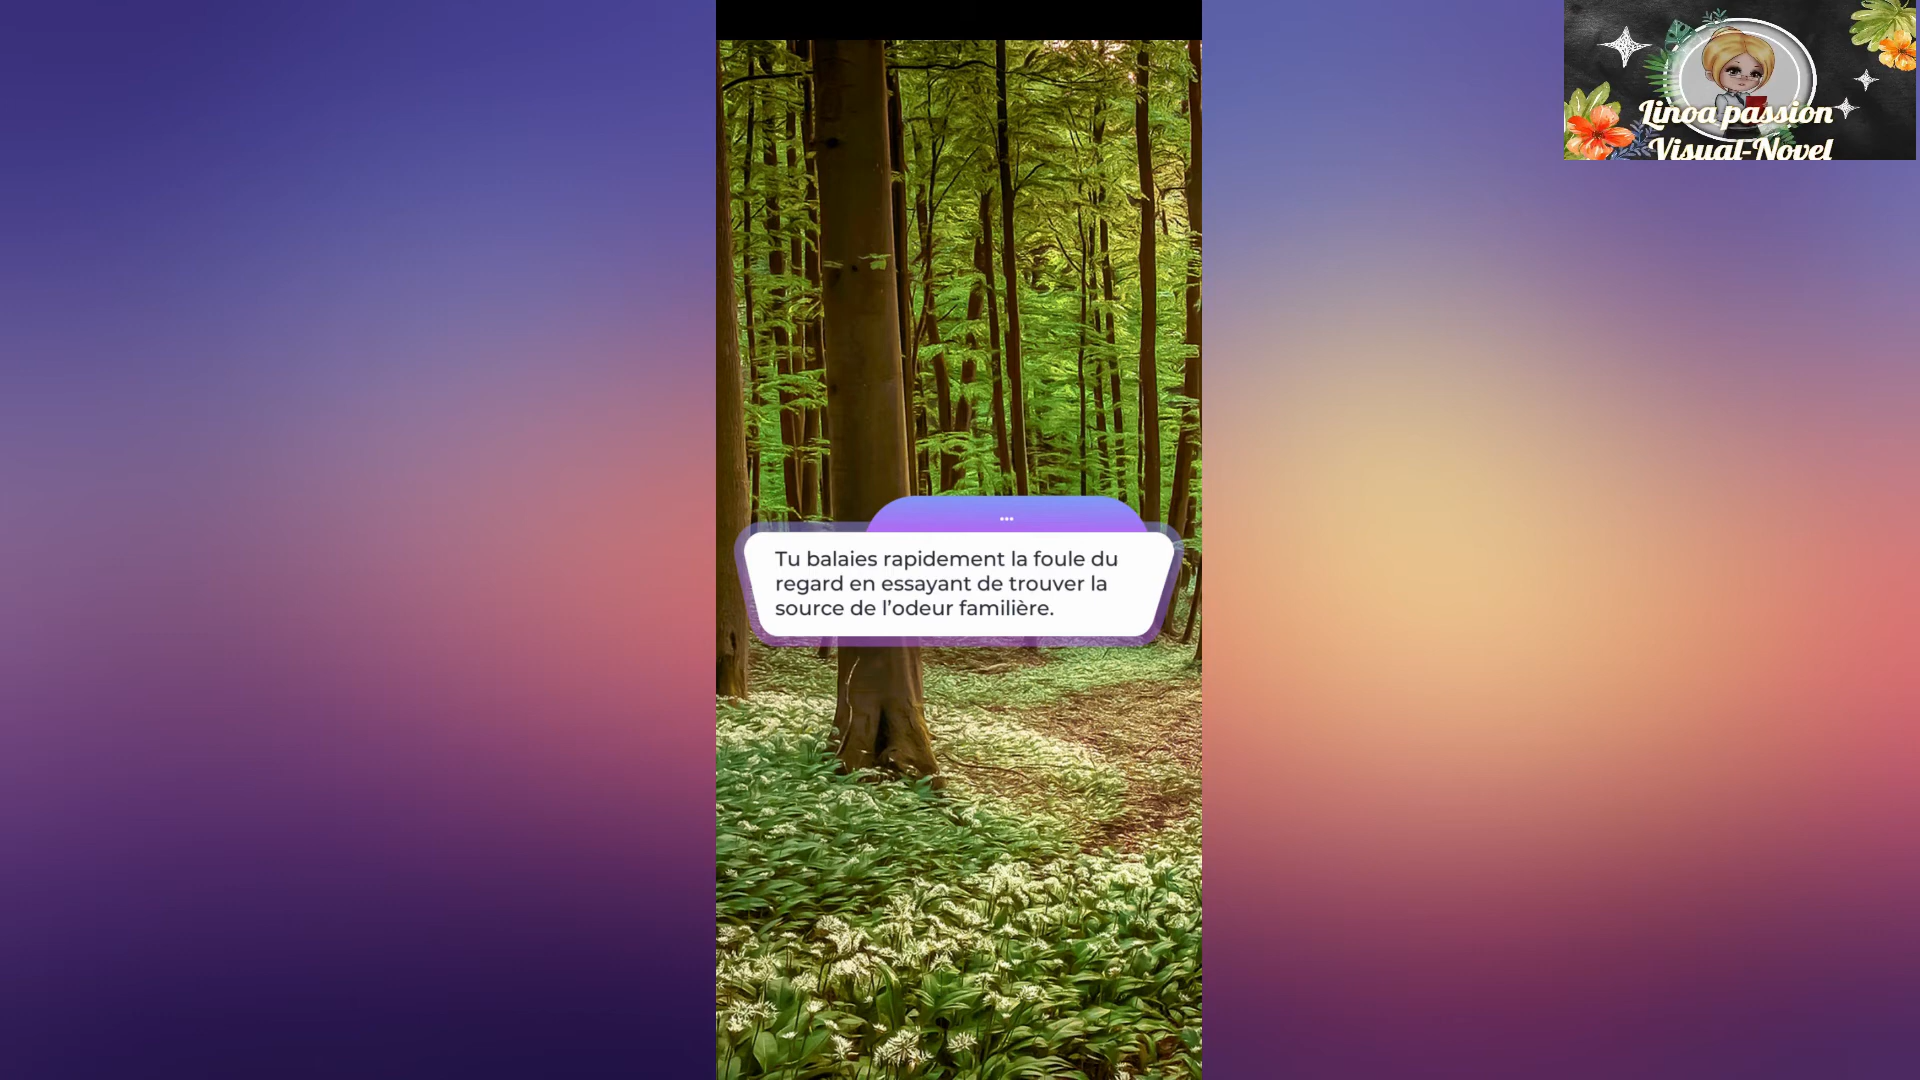 Linoa passion
Visual-Novel
...
Tu balaies rapidement la foule du
regard en essayant de trouver la
source de l’odeur familière.